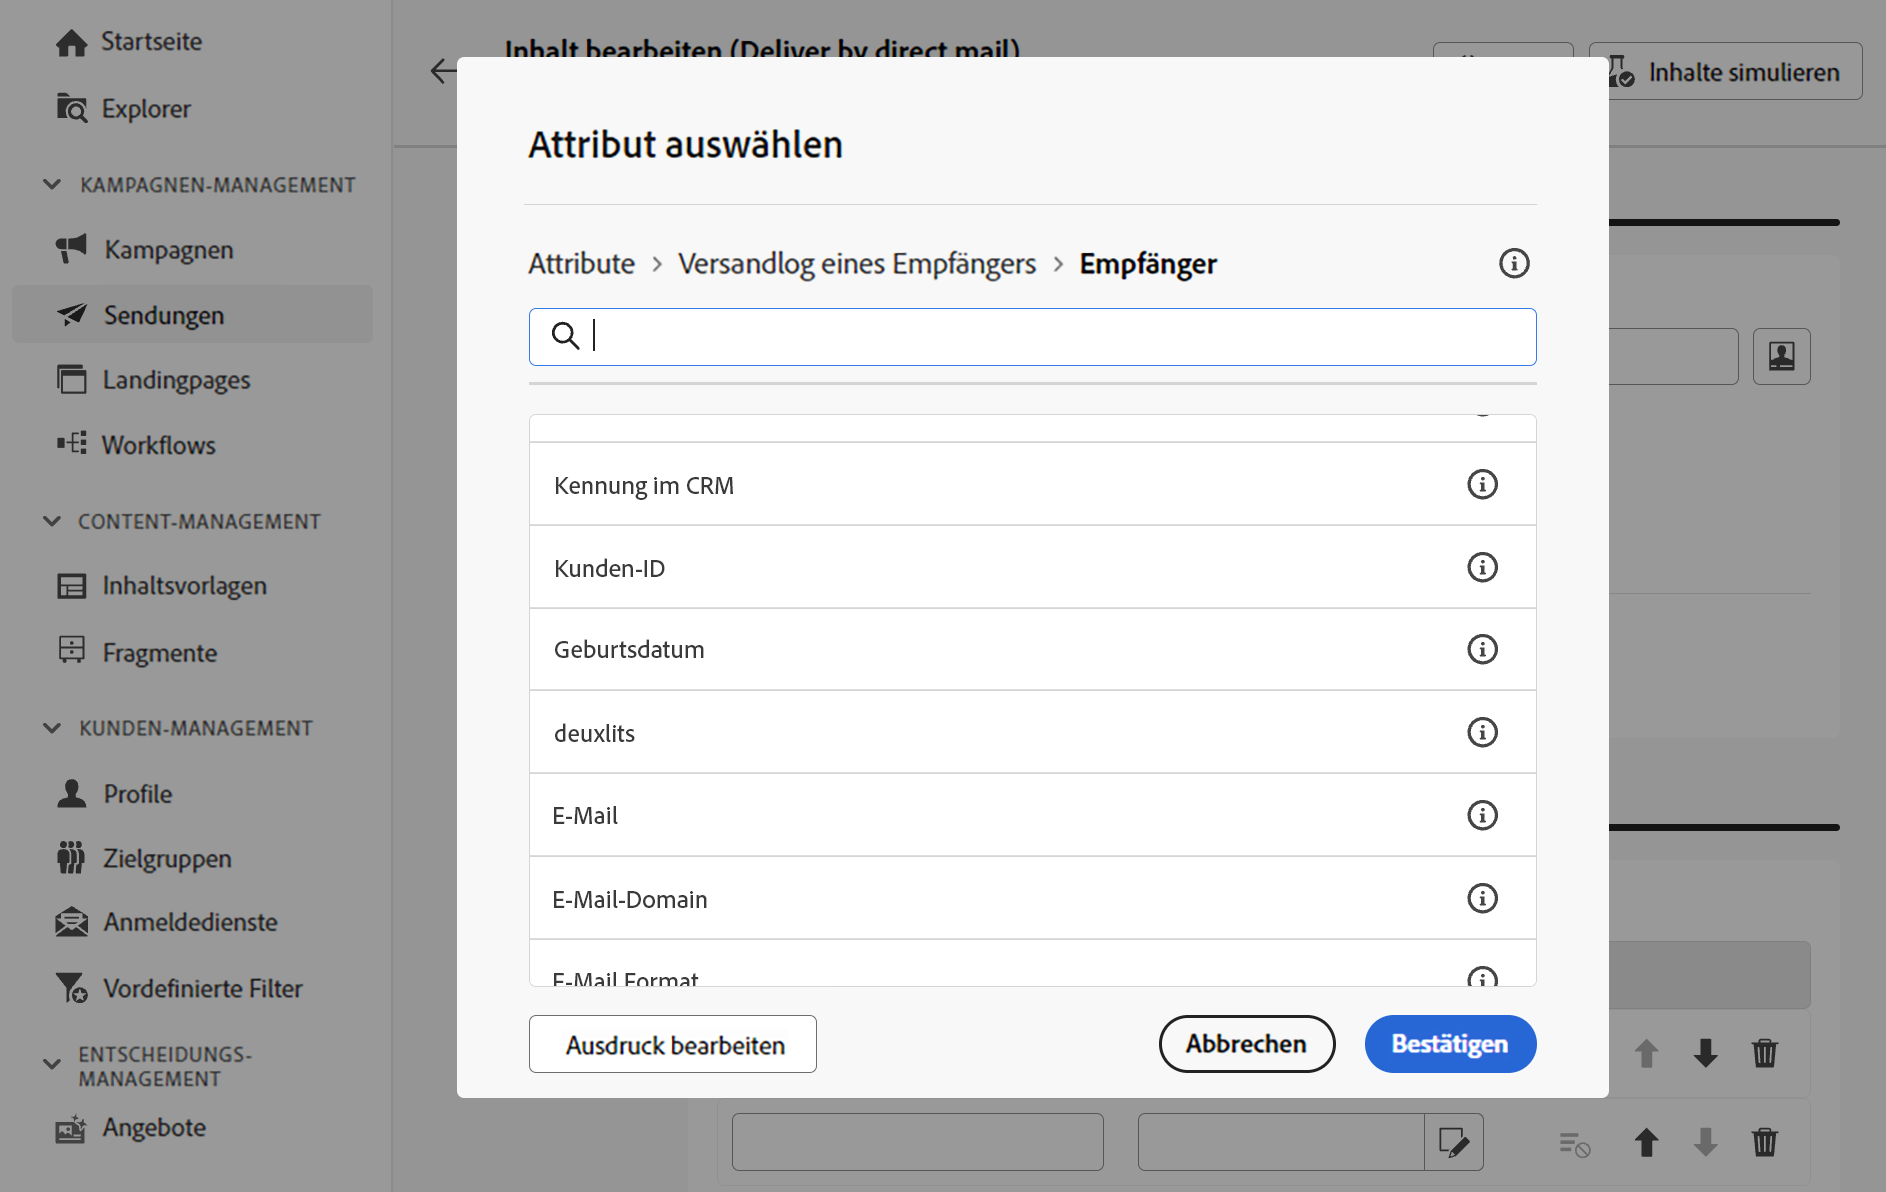 Startseite
Explorer
KAMPAGNEN-MANAGEMENT
Kampagnen
Sendungen
Landingpages
Workflows
CONTENT-MANAGEMENT
Inhaltsvorlagen
Fragmente
KUNDEN-MANAGEMENT
Profile
Zielgruppen
Anmeldedienste
Vordefinierte Filter
ENTSCHEIDUNGS-
MANAGEMENT
Angebote
Inhalt bearbeiten (Deliver by direct mail)
Inhalte simulieren
Attribut auswählen
Attribute > Versandlog eines Empfängers > Empfänger
Kennung im CRM
Kunden-ID
Geburtsdatum
deuxlits
E-Mail
E-Mail-Domain
E-Mail Format
Ausdruck bearbeiten
Abbrechen
Bestätigen